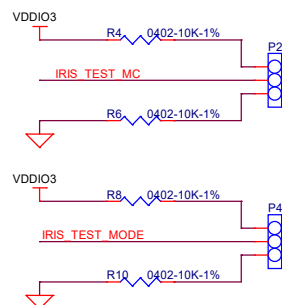 VDDIO3
R4 0402-10K-1%
P2
IRIS_TEST_MC
R6 0402-10K-1%
VDDIO3
R8 0402-10K-1%
P4
IRIS_TEST_MODE
R10 0402-10K-1%